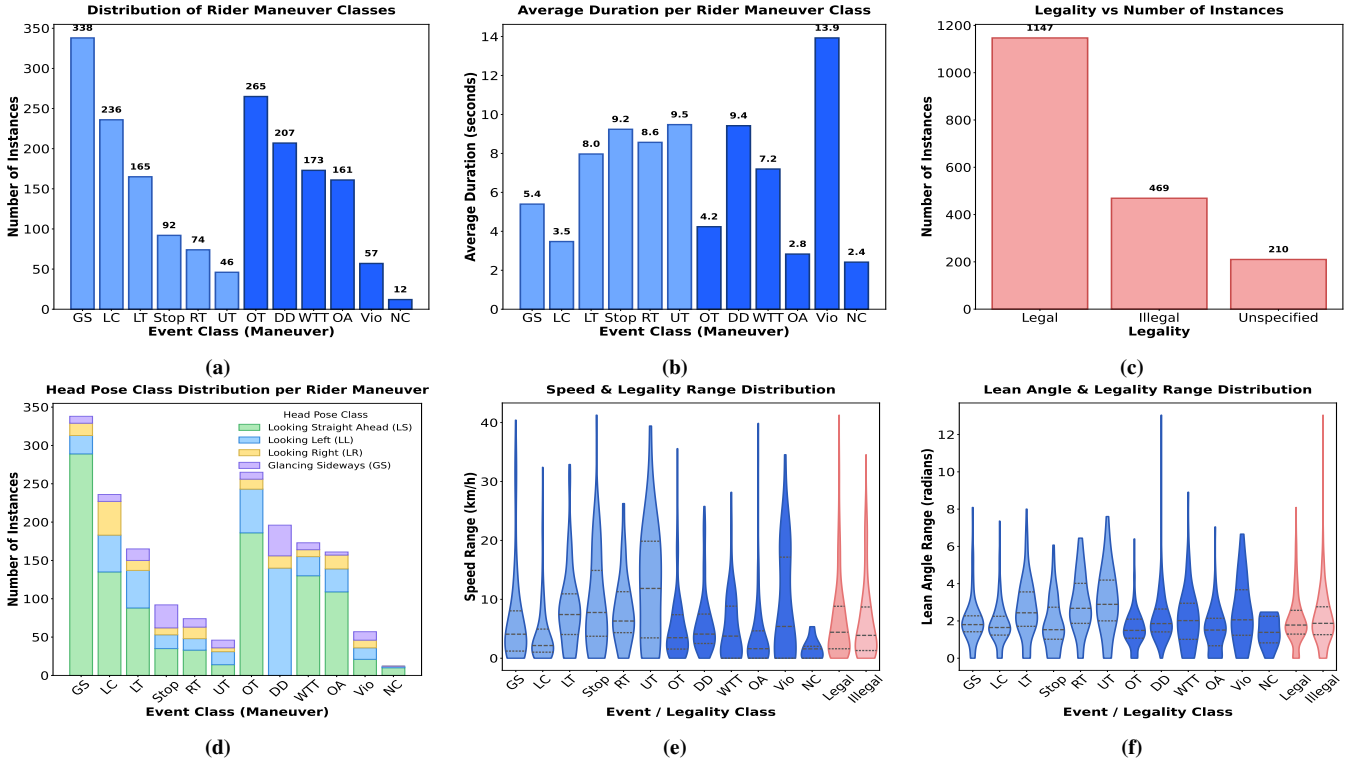 Distribution of Rider Maneuver Classes
Number of Instances
350
300
250
200
150
100
50
0
338
236
165
92
74
46
265
207
173
161
57
12
GS LC LT Stop RT UT OT DD WTT OA Vio NC
Event Class (Maneuver)
(a)
Average Duration per Rider Maneuver Class
Average Duration (seconds)
14
12
10
8
6
4
2
0
5.4
3.5
8.0
9.2
8.6
9.5
4.2
9.4
7.2
2.8
13.9
2.4
GS LC LT Stop RT UT OT DD WTT OA Vio NC
Event Class (Maneuver)
(b)
Legality vs Number of Instances
Number of Instances
1200
1000
800
600
400
200
0
1147
469
210
Legal Illegal Unspecified
Legality
(c)
Head Pose Class Distribution per Rider Maneuver
Number of Instances
350
300
250
200
150
100
50
0
Head Pose Class
Looking Straight Ahead (LS)
Looking Left (LL)
Looking Right (LR)
Glancing Sideways (GS)
GS LC LT Stop RT UT OT DD WTT OA Vio NC
Event Class (Maneuver)
(d)
Speed & Legality Range Distribution
Speed Range (km/h)
40
30
20
10
0
GS LC LT Stop RT UT OT DD WTT OA Vio NC Legal Illegal
Event / Legality Class
(e)
Lean Angle & Legality Range Distribution
Lean Angle Range (radians)
12
10
8
6
4
2
0
GS LC LT Stop RT UT OT DD WTT OA Vio NC Legal Illegal
Event / Legality Class
(f)